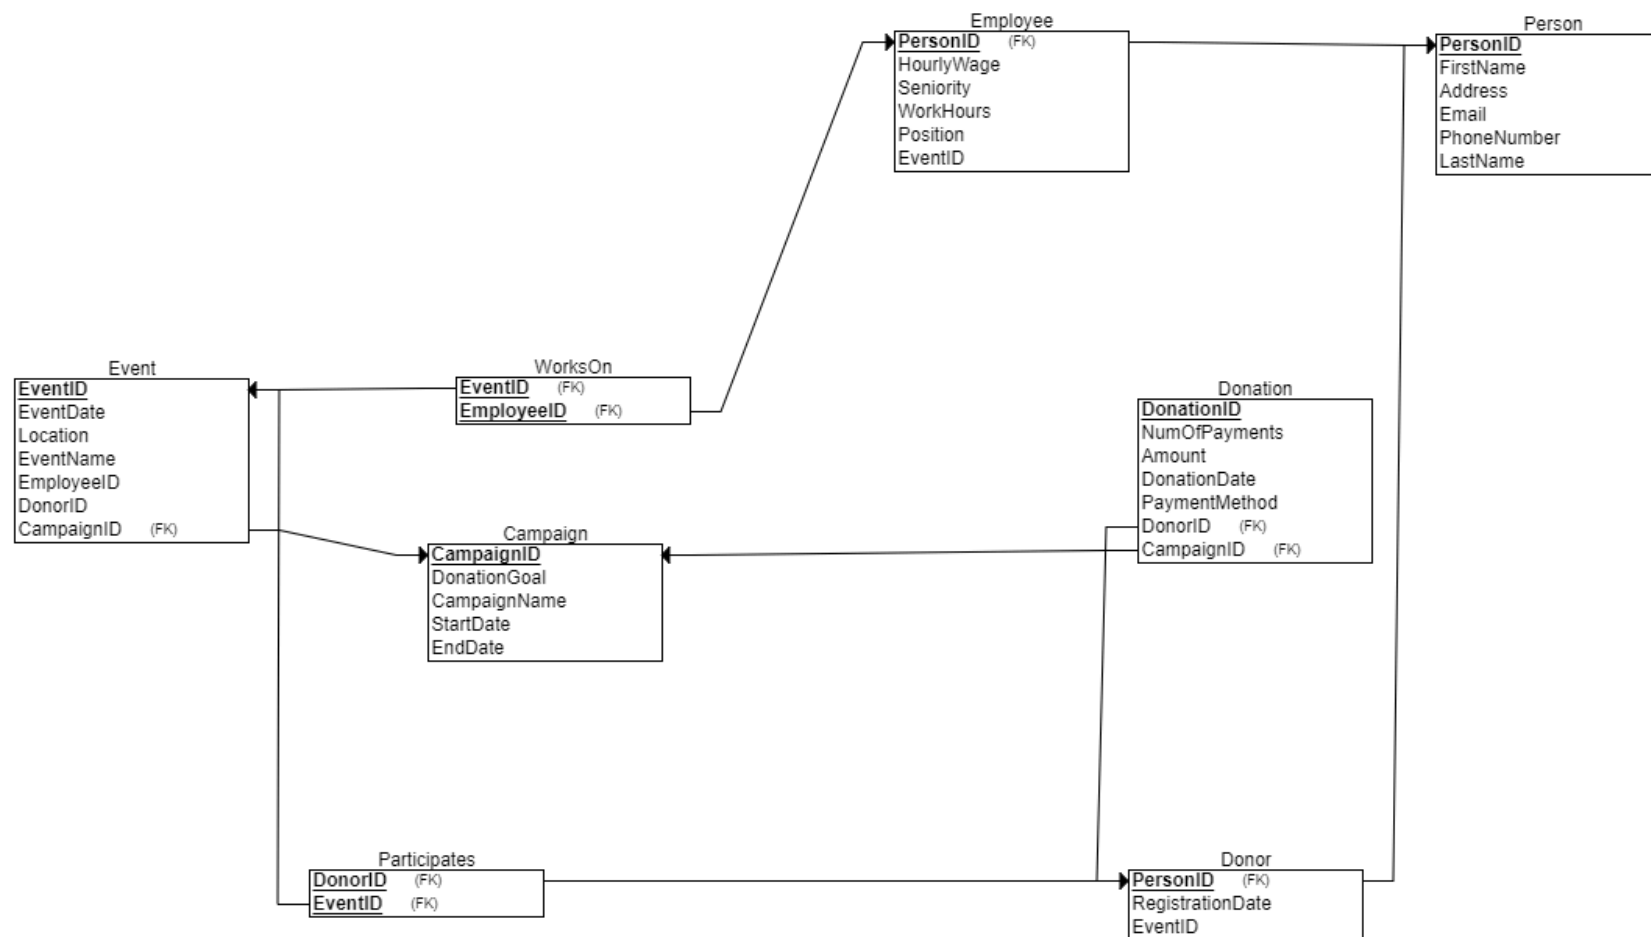 Employee
PersonID (FK)
HourlyWage
Seniority
WorkHours
Position
EventID
Person
PersonID
FirstName
Address
Email
PhoneNumber
LastName
Event
EventID
EventDate
Location
EventName
EmployeeID
DonorID
CampaignID (FK)
WorksOn
EventID (FK)
EmployeeID (FK)
Donation
DonationID
NumOfPayments
Amount
DonationDate
PaymentMethod
DonorID (FK)
CampaignID (FK)
Campaign
CampaignID
DonationGoal
CampaignName
StartDate
EndDate
Participates
DonorID (FK)
EventID (FK)
Donor
PersonID (FK)
RegistrationDate
EventID